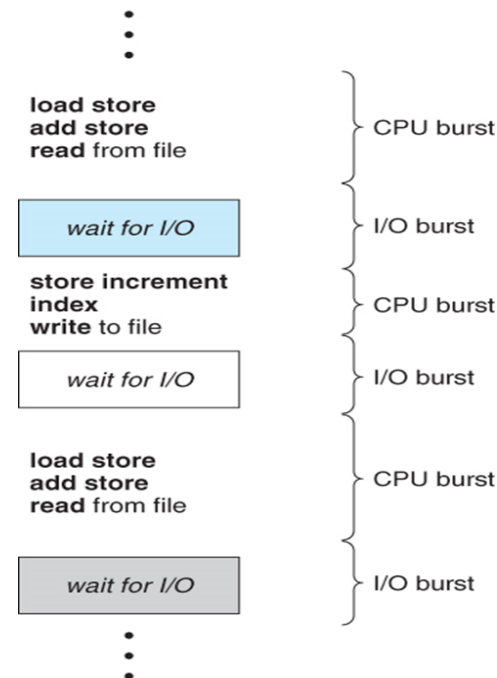 load store
add store
read from file
CPU burst
wait for I/O
I/O burst
store increment
index
write to file
CPU burst
wait for I/O
I/O burst
load store
add store
read from file
CPU burst
wait for I/O
I/O burst